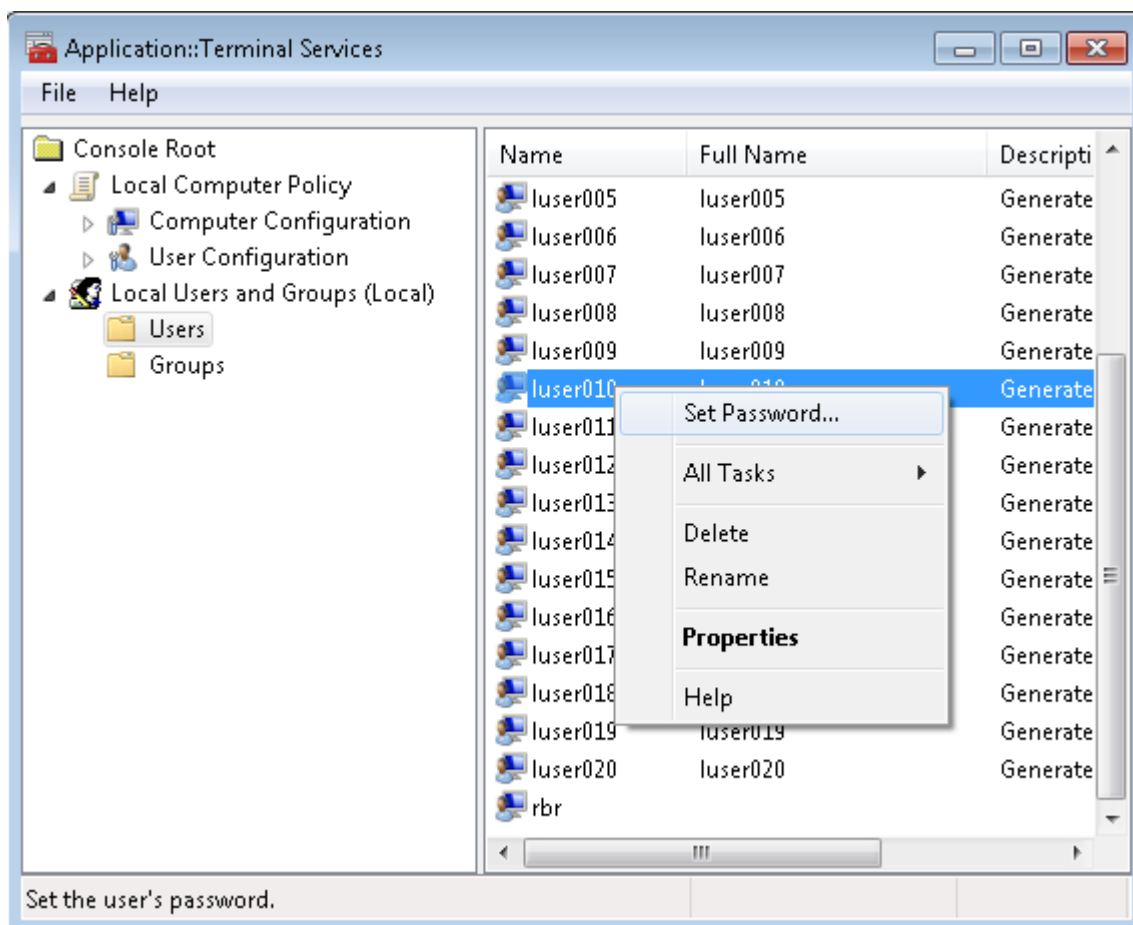 Application::Terminal Services
File Help
Console Root
Local Computer Policy
Computer Configuration
User Configuration
Local Users and Groups (Local)
Users
Groups
Name Full Name Descripti
luser005 luser005 Generate
luser006 luser006 Generate
luser007 luser007 Generate
luser008 luser008 Generate
luser009 luser009 Generate
luser010 Generate
luser011 Generate
luser012 Generate
luser013 Generate
luser014 Generate
luser015 Generate
luser016 Generate
luser017 Generate
luser018 Generate
luser019 luser019 Generate
luser020 luser020 Generate
rbr
Set Password...
All Tasks
Delete
Rename
Properties
Help
Set the user's password.